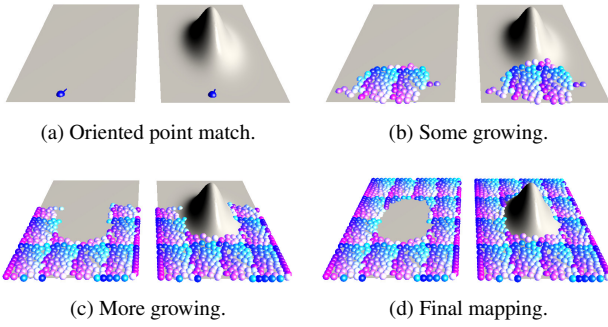 (a) Oriented point match.
(b) Some growing.
(c) More growing.
(d) Final mapping.